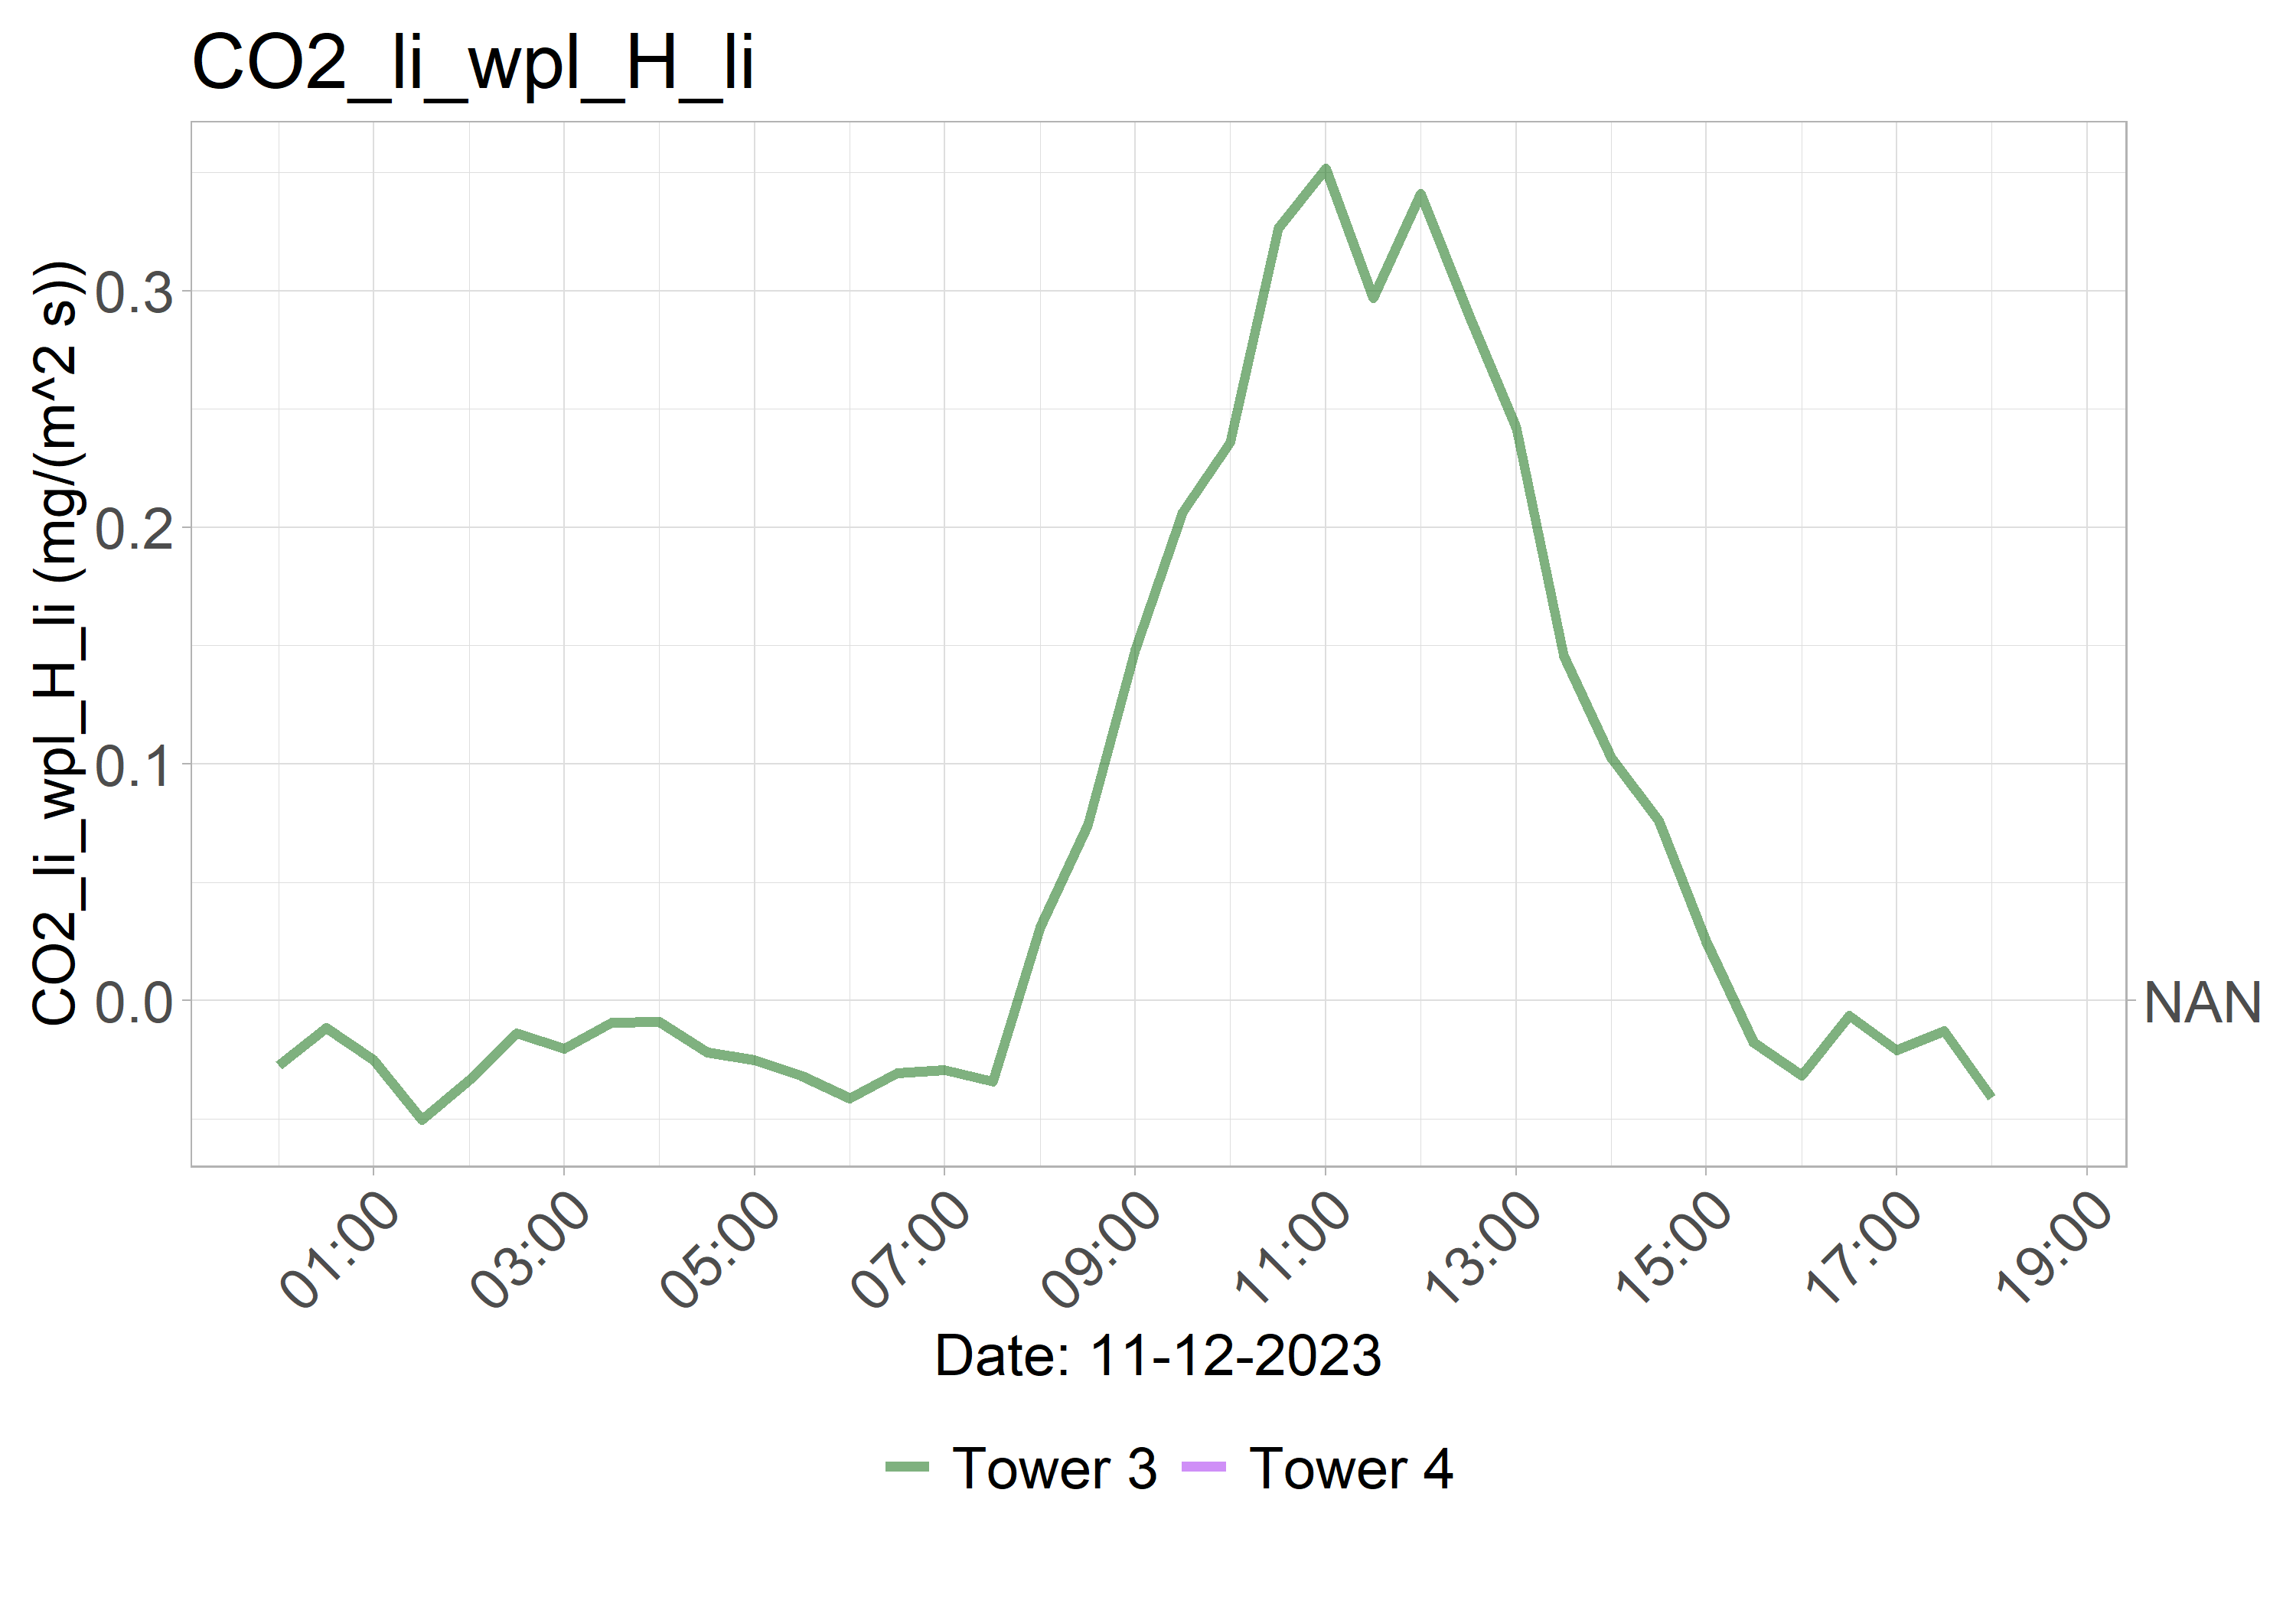 CO2_li_wpl_H_li
CO2_li_wpl_H_li (mg/(m^2 s))
0.3
0.2
0.1
0.0
NAN
01:00
03:00
05:00
07:00
09:00
11:00
13:00
15:00
17:00
19:00
Date: 11-12-2023
Tower 3
Tower 4